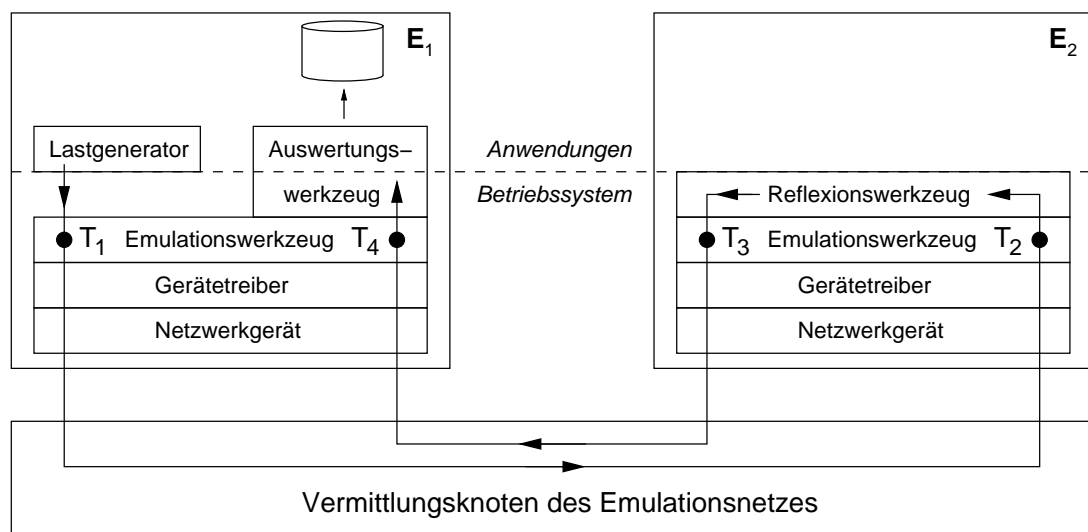 E1
E2
Lastgenerator
Auswertungs–
werkzeug
Anwendungen
Betriebssystem
Reflexionswerkzeug
T1 Emulationswerkzeug T4
T3 Emulationswerkzeug T2
Gerätetreiber
Gerätetreiber
Netzwerkgerät
Netzwerkgerät
Vermittlungsknoten des Emulationsnetzes